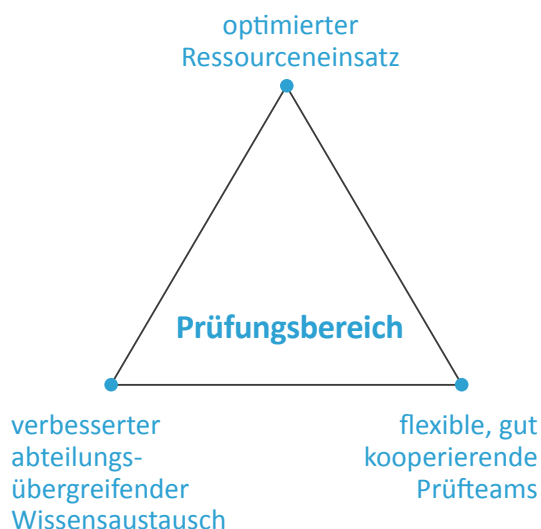 optimierter
Ressourceneinsatz
Prüfungsbereich
verbesserter
abteilungs-
übergreifender
Wissensaustausch
flexible, gut
kooperierende
Prüfteams